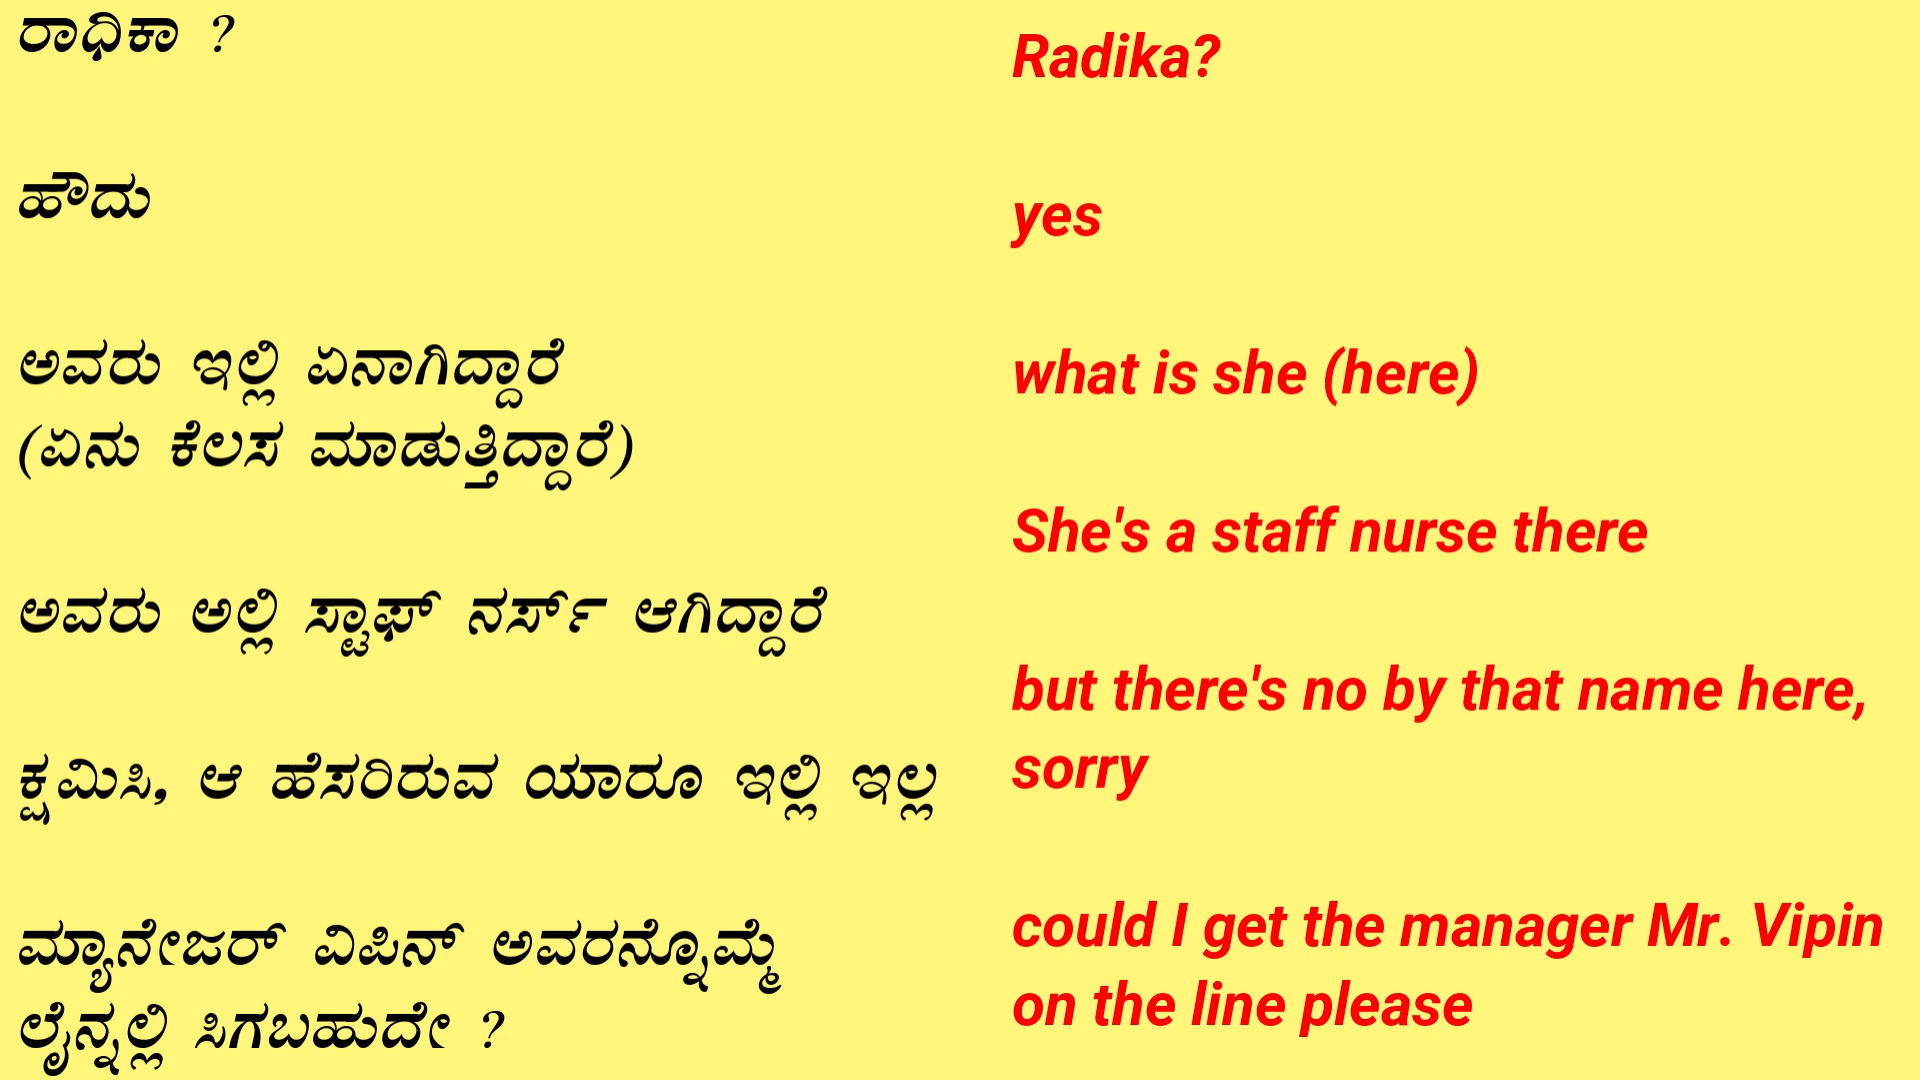 ರಾಧಿಕಾ ?
ಹೌದು
ಅವರು ಇಲ್ಲಿ ಏನಾಗಿದ್ದಾರೆ
(ಏನು ಕೆಲಸ ಮಾಡುತ್ತಿದ್ದಾರೆ)
ಅವರು ಅಲ್ಲಿ ಸ್ಟಾಫ್ ನರ್ಸ್ ಆಗಿದ್ದಾರೆ
ಕ್ಷಮಿಸಿ, ಆ ಹೆಸರಿರುವ ಯಾರೂ ಇಲ್ಲಿ ಇಲ್ಲ
ಮ್ಯಾನೇಜರ್ ವಿಪಿನ್ ಅವರನ್ನೊಮ್ಮೆ
ಲೈನ್ನಲ್ಲಿ ಸಿಗಬಹುದೇ ?
Radika?
yes
what is she (here)
She's a staff nurse there
but there's no by that name here,
sorry
could I get the manager Mr. Vipin
on the line please